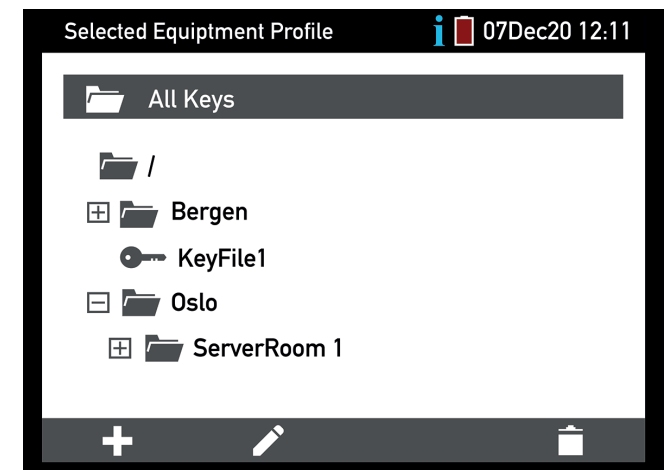 Selected Equiptment Profile i 07Dec20 12:11
All Keys
/
Bergen
KeyFile1
Oslo
ServerRoom 1